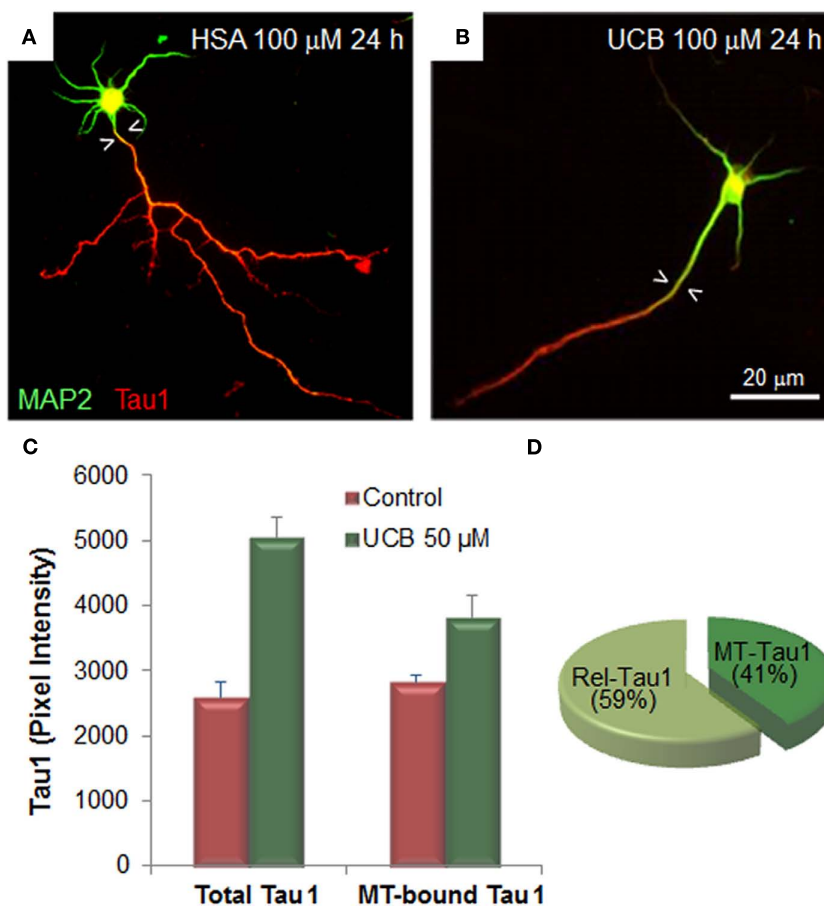 A
HSA 100 μM 24 h
MAP2 Tau1
B
UCB 100 μM 24 h
20 μm
C
6000
5000
4000
3000
2000
1000
0
Tau1 (Pixel Intensity)
Control
UCB 50 μM
Total Tau1
MT-bound Tau1
D
Rel-Tau1
(59%)
MT-Tau1
(41%)